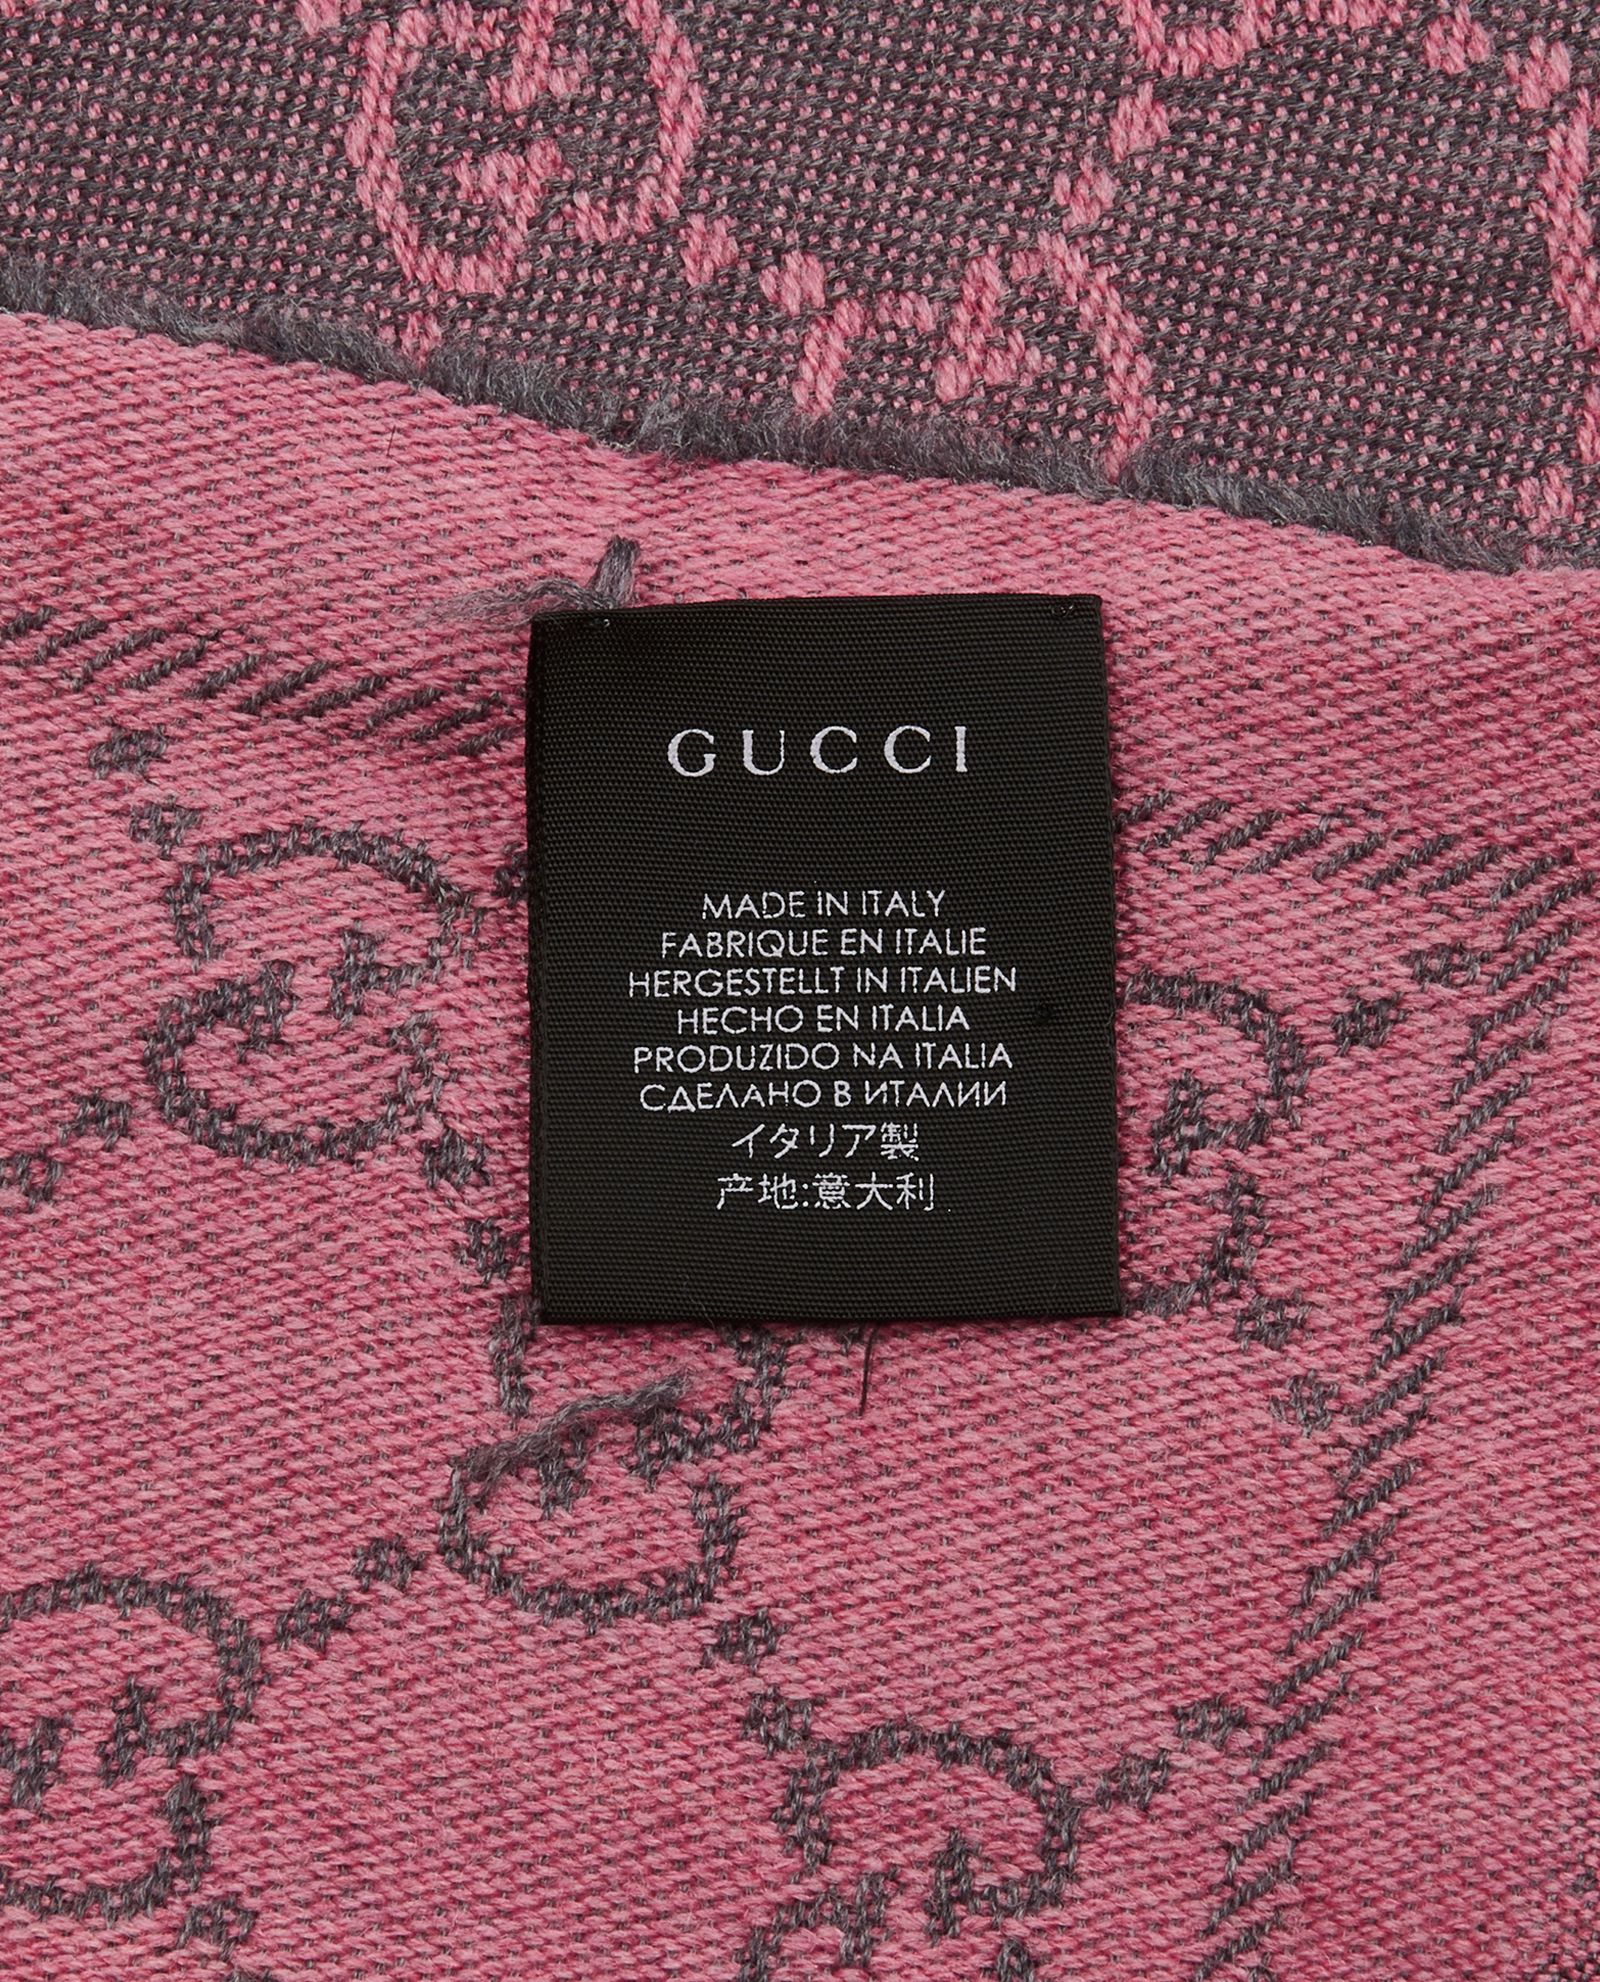 GUCCI
MADE IN ITALY
FABRIQUE EN ITALIE
HERGESTELLT IN ITALIEN
HECHO EN ITALIA
PRODUZIDO NA ITALIA
СДЕЛАНО В ИТАЛИИ
イタリア製
产地:意大利